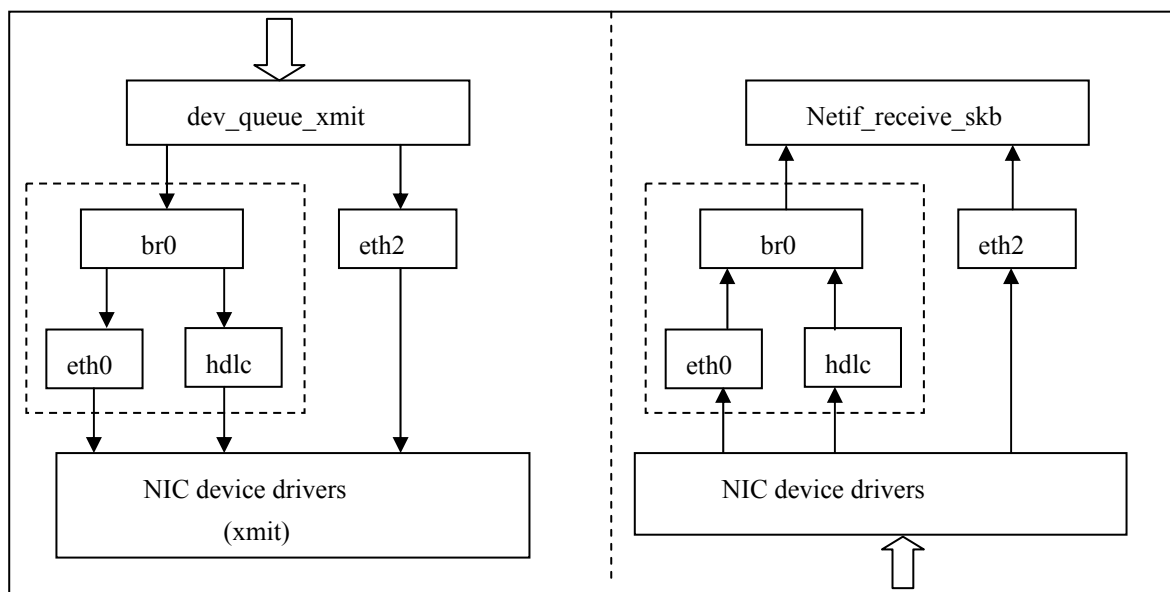 dev_queue_xmit
br0
eth2
eth0
hdlc
NIC device drivers
(xmit)
Netif_receive_skb
br0
eth2
eth0
hdlc
NIC device drivers